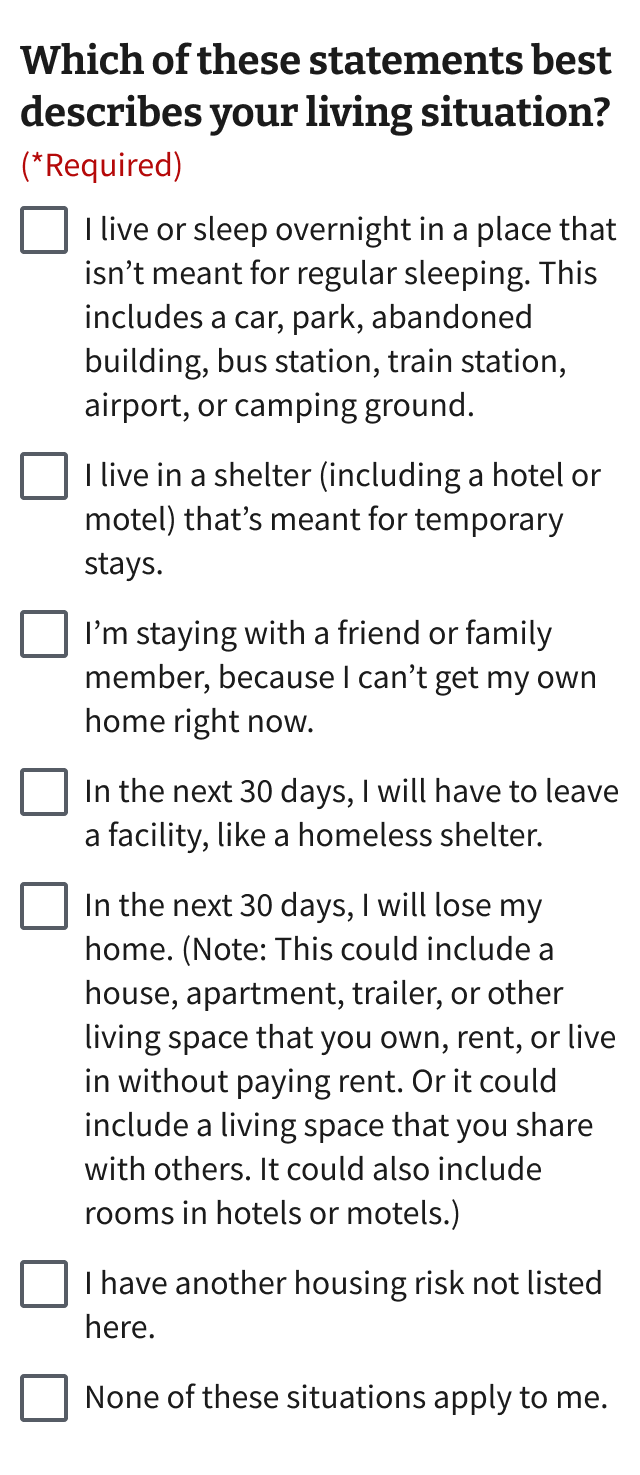 Which of these statements best
describes your living situation?
(*Required)
I live or sleep overnight in a place that
isn’t meant for regular sleeping. This
includes a car, park, abandoned
building, bus station, train station,
airport, or camping ground.
I live in a shelter (including a hotel or
motel) that’s meant for temporary
stays.
I’m staying with a friend or family
member, because I can’t get my own
home right now.
In the next 30 days, I will have to leave
a facility, like a homeless shelter.
In the next 30 days, I will lose my
home. (Note: This could include a
house, apartment, trailer, or other
living space that you own, rent, or live
in without paying rent. Or it could
include a living space that you share
with others. It could also include
rooms in hotels or motels.)
I have another housing risk not listed
here.
None of these situations apply to me.